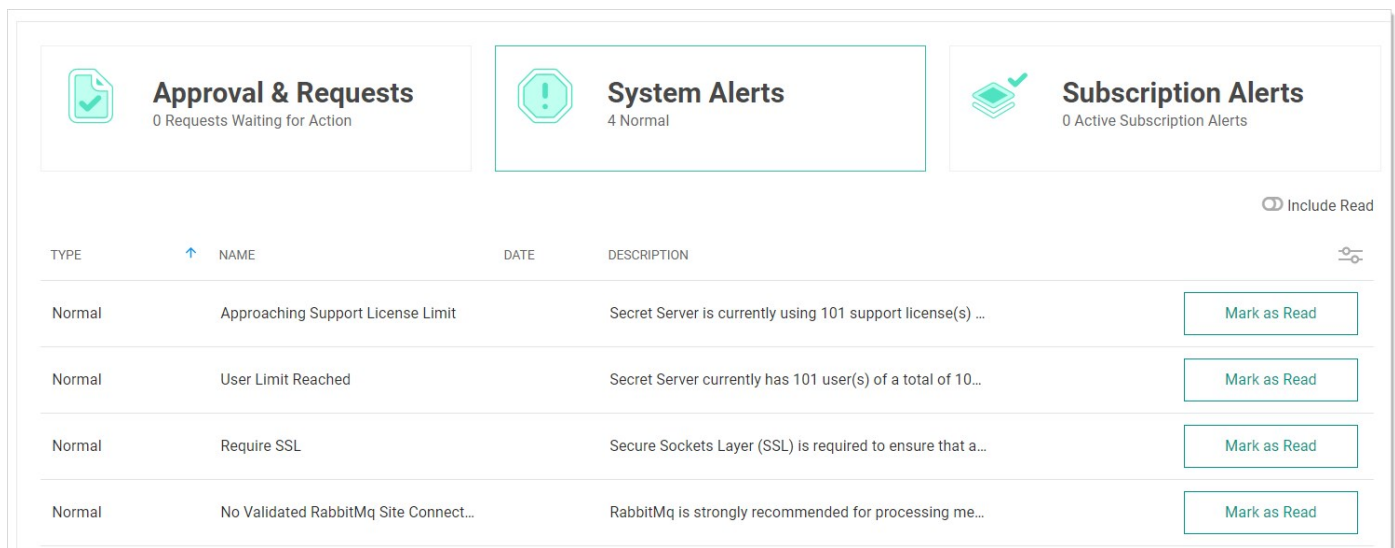 Approval & Requests
0 Requests Waiting for Action
System Alerts
4 Normal
Subscription Alerts
0 Active Subscription Alerts
Include Read
TYPE NAME DATE DESCRIPTION
Normal Approaching Support License Limit Secret Server is currently using 101 support license(s) ... Mark as Read
Normal User Limit Reached Secret Server currently has 101 user(s) of a total of 10... Mark as Read
Normal Require SSL Secure Sockets Layer (SSL) is required to ensure that a... Mark as Read
Normal No Validated RabbitMq Site Connect... RabbitMq is strongly recommended for processing me... Mark as Read